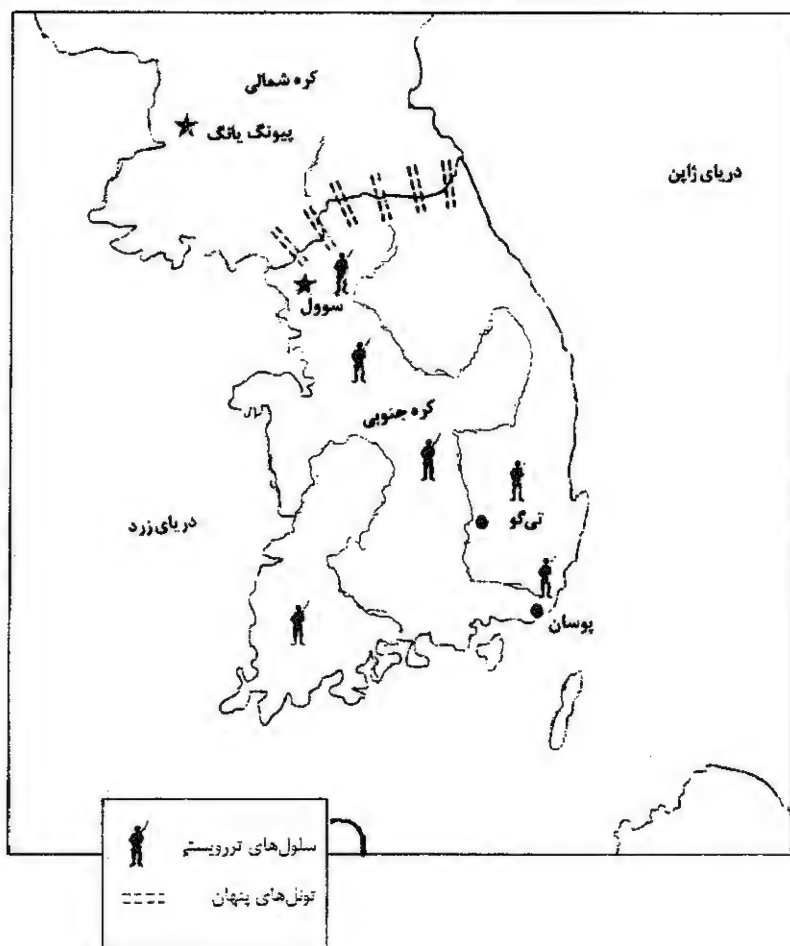 کره شمالی
پیونگ یانگ
دریای ژاپن
سوول
کره جنوبی
تی‌گو
دریای زرد
پوسان
سلول‌های تررویستی
تونل‌های پنهان